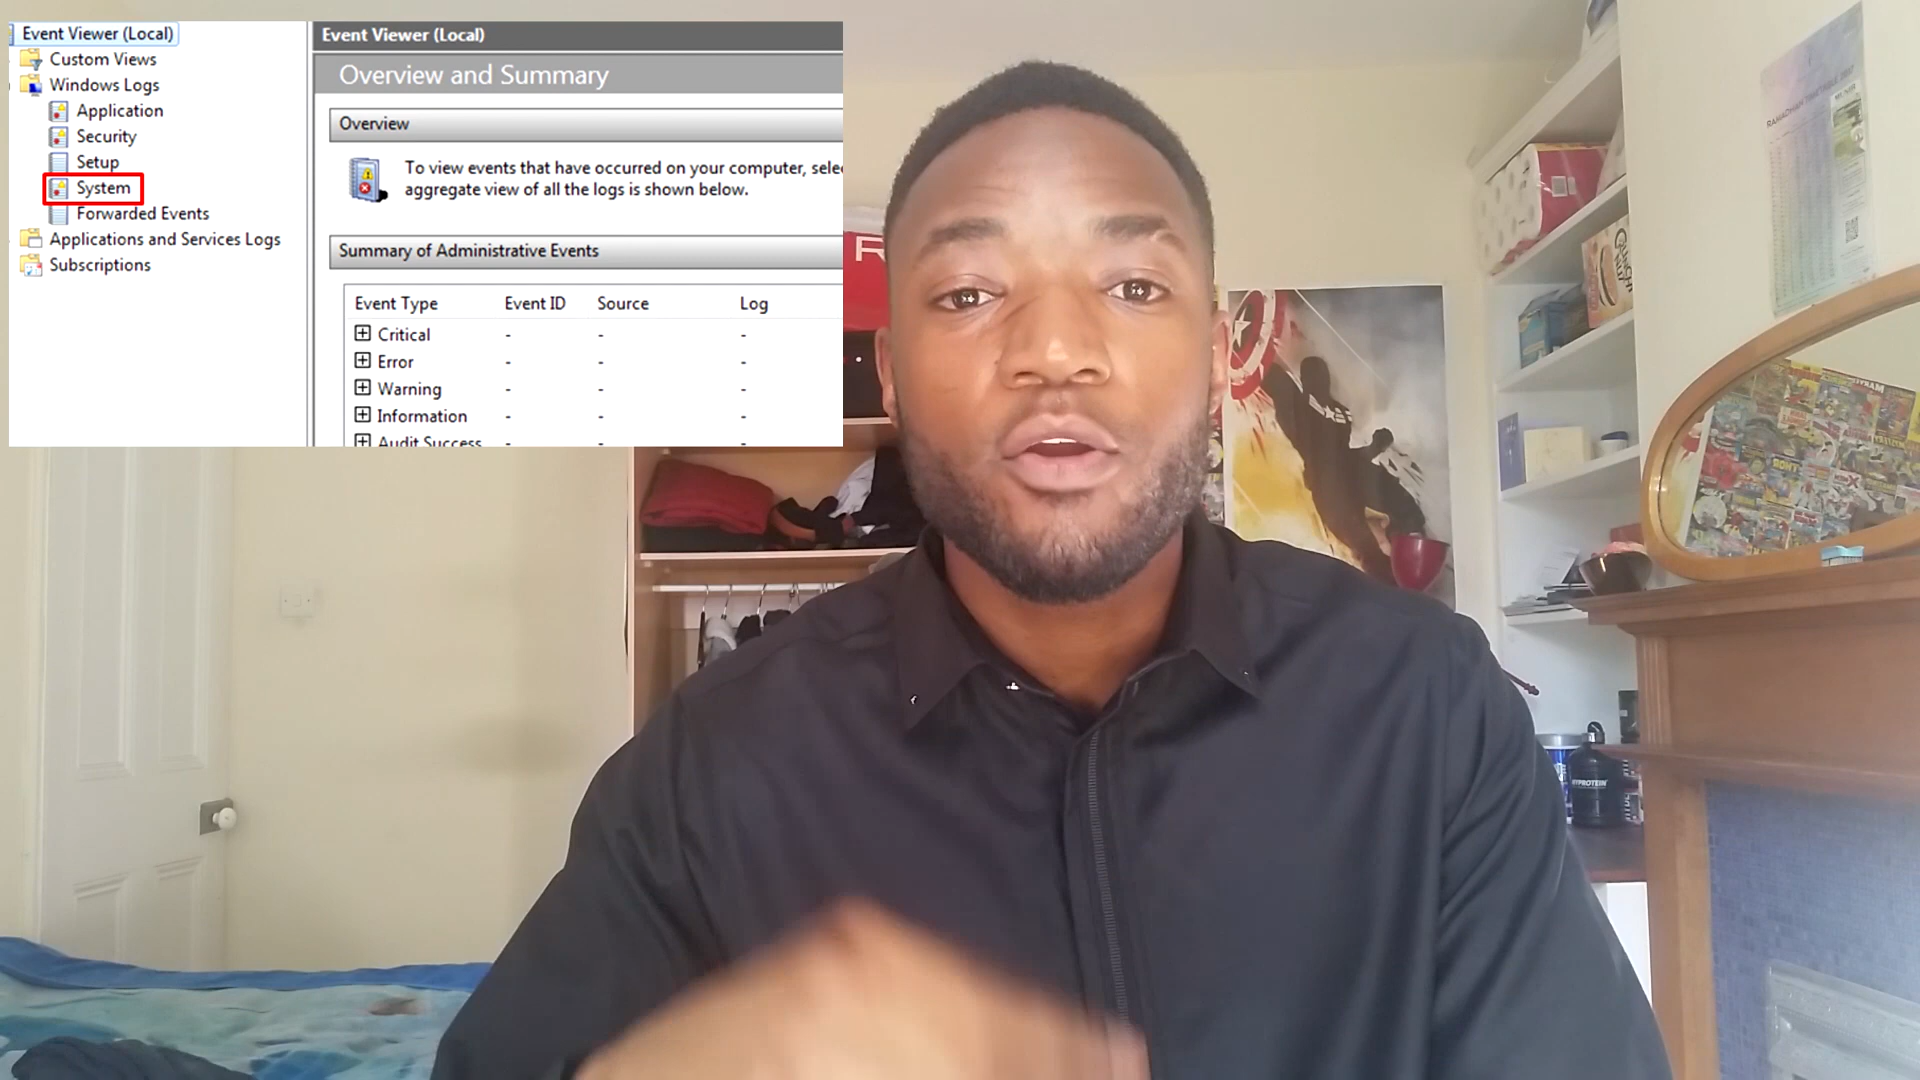 Event Viewer (Local)
Custom Views
Windows Logs
Application
Security
Setup
System
Forwarded Events
Applications and Services Logs
Subscriptions
Event Viewer (Local)
Overview and Summary
Overview
To view events that have occurred on your computer, sele
aggregate view of all the logs is shown below.
Summary of Administrative Events
Event Type Event ID Source Log
Critical - - -
Error - - -
Warning - - -
Information - - -
Audit Success - - -
R
MYPROTEIN